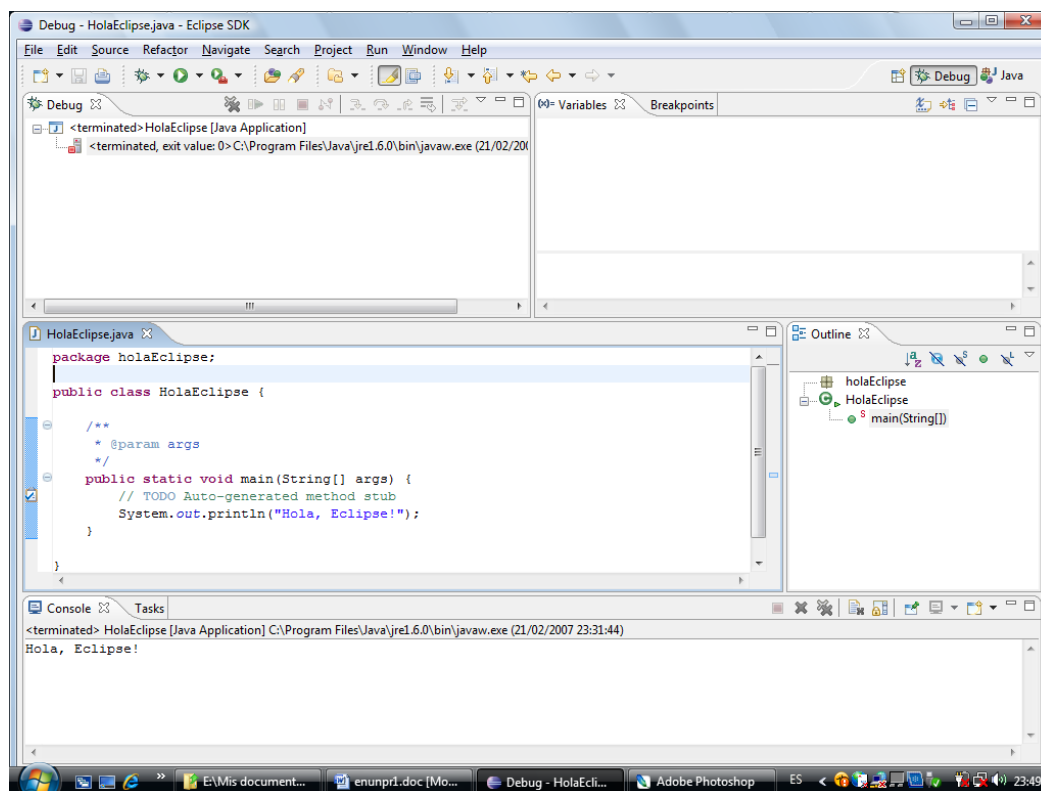 Debug - HolaEclipse.java - Eclipse SDK
File Edit Source Refactor Navigate Search Project Run Window Help
Debug Java
Debug
<terminated>HolaEclipse [Java Application]
<terminated, exit value: 0>C:\Program Files\Java\jre1.6.0\bin\javaw.exe (21/02/200
(x)= Variables Breakpoints
HolaEclipse.java
package holaEclipse;
public class HolaEclipse {
/**
* @param args
*/
public static void main(String[] args) {
// TODO Auto-generated method stub
System.out.println("Hola, Eclipse!");
}
}
Outline
holaEclipse
HolaEclipse
main(String[])
Console Tasks
<terminated> HolaEclipse [Java Application] C:\Program Files\Java\jre1.6.0\bin\javaw.exe (21/02/2007 23:31:44)
Hola, Eclipse!
E:\Mis document... enunpr1.doc [Mo... Debug - HolaEcli... Adobe Photoshop ES 23:49